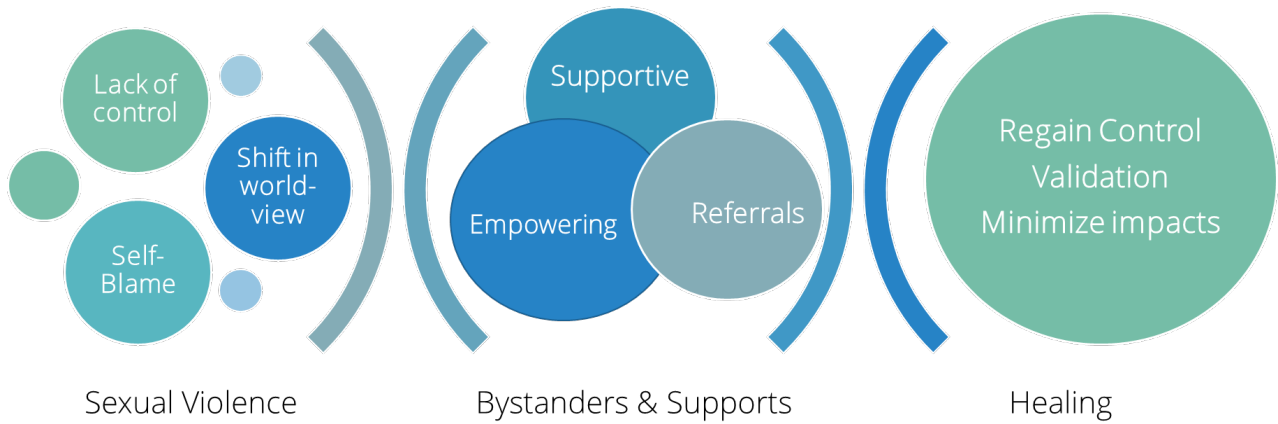 Lack of
control
Shift in
world-
view
Self-
Blame
Supportive
Empowering
Referrals
Regain Control
Validation
Minimize impacts
Sexual Violence
Bystanders & Supports
Healing